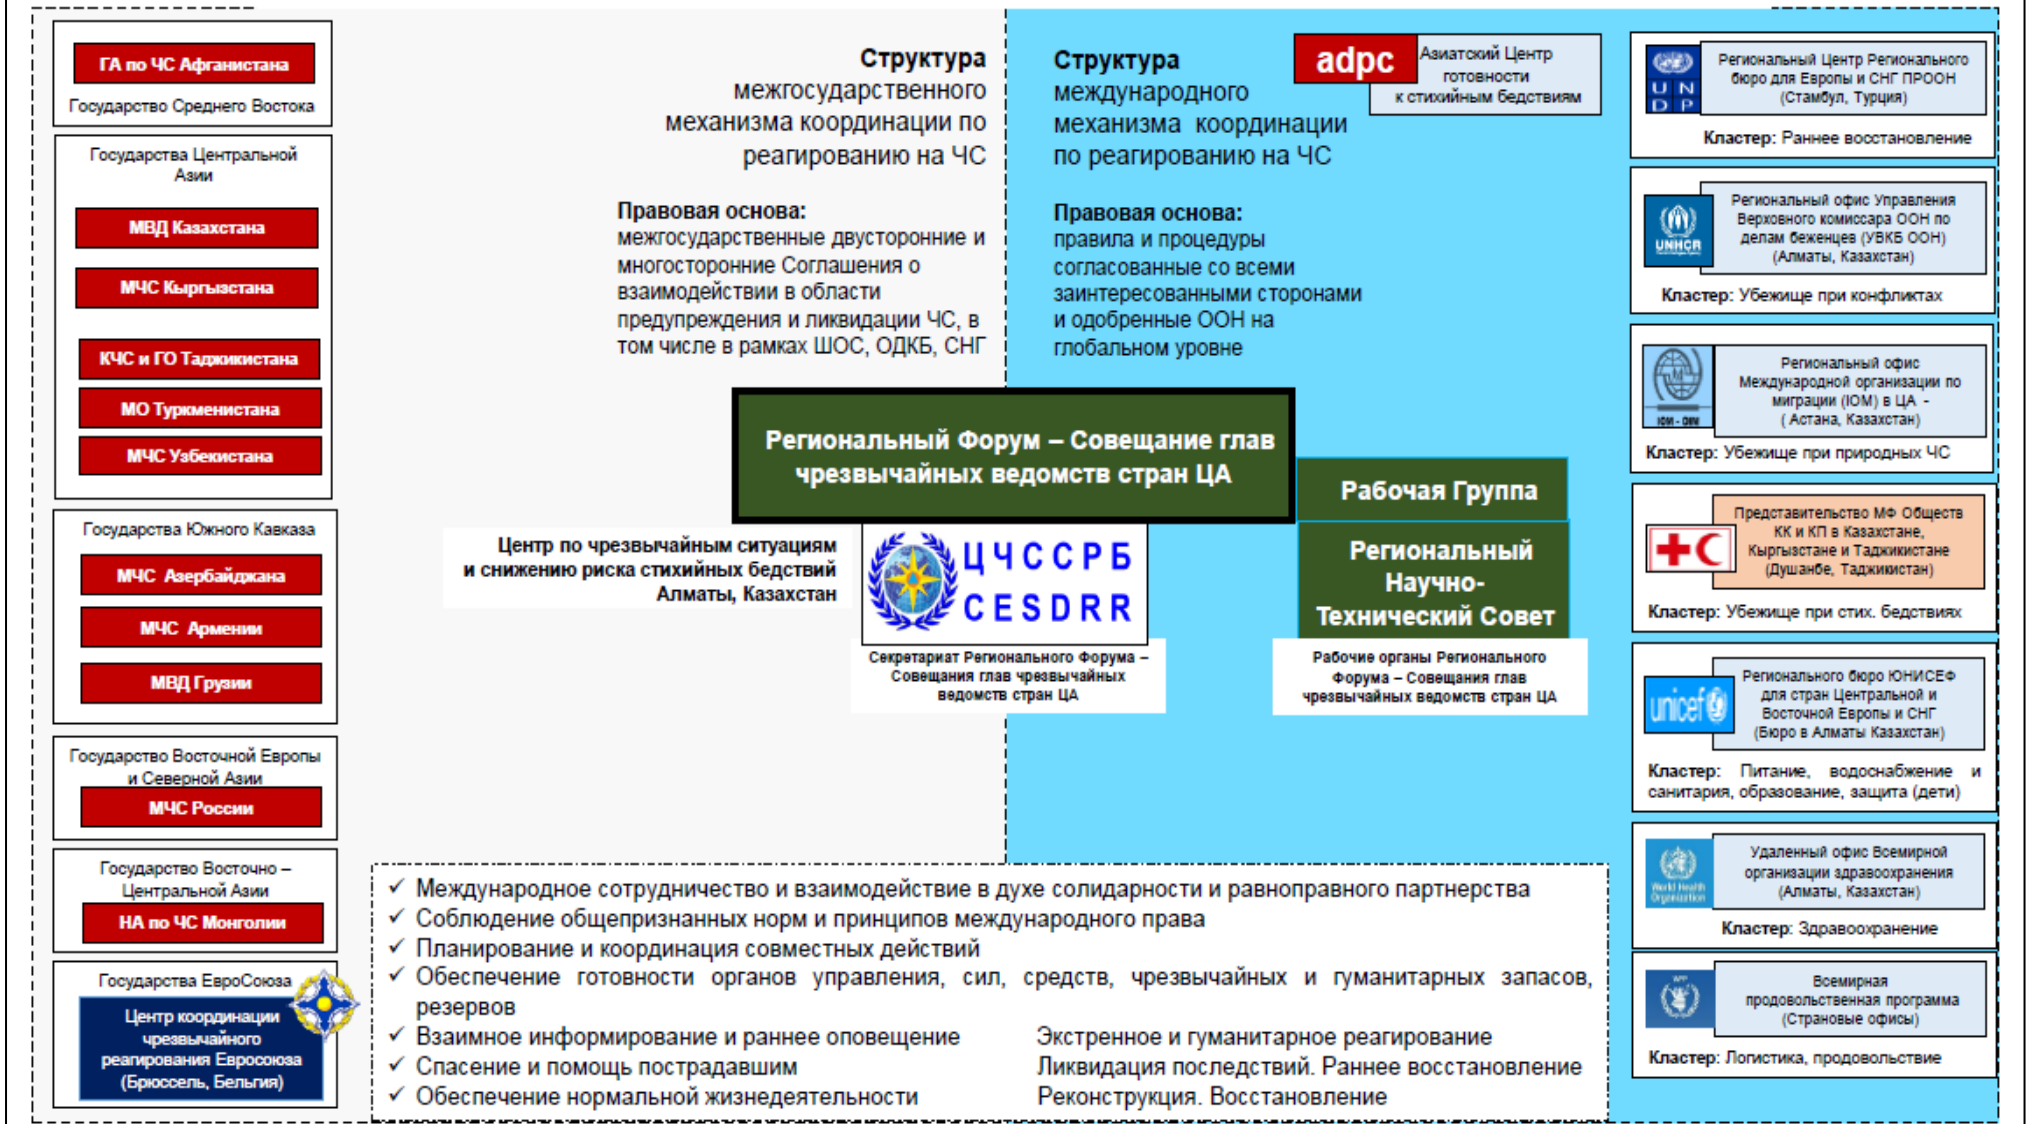 ГА по ЧС Афганистана
Государство Среднего Востока
Государства Центральной
Азии
МВД Казахстана
МЧС Кыргызстана
КЧС и ГО Таджикистана
МО Туркменистана
МЧС Узбекистана
Государства Южного Кавказа
МЧС Азербайджана
МЧС Армении
МВД Грузии
Государство Восточной Европы
и Северной Азии
МЧС России
Государство Восточно –
Центральной Азии
НА по ЧС Монголии
Государства ЕвроСоюза
Центр координации
чрезвычайного
реагирования Евросоюза
(Брюссель, Бельгия)
Структура
межгосударственного
механизма координации по
реагированию на ЧС
Правовая основа:
межгосударственные двусторонние и
многосторонние Соглашения о
взаимодействии в области
предупреждения и ликвидации ЧС, в
том числе в рамках ШОС, ОДКБ, СНГ
Структура
международного
механизма координации
по реагированию на ЧС
Правовая основа:
правила и процедуры
согласованные со всеми
заинтересованными сторонами
и одобренные ООН на
глобальном уровне
adpc
Азиатский Центр
готовности
к стихийным бедствиям
Региональный Форум – Совещание глав
чрезвычайных ведомств стран ЦА
Рабочая Группа
Региональный
Научно-
Технический Совет
Рабочие органы Регионального
Форума – Совещания глав
чрезвычайных ведомств стран ЦА
Центр по чрезвычайным ситуациям
и снижению риска стихийных бедствий
Алматы, Казахстан
ЦЧССРБ
CESDRR
Секретариат Регионального Форума –
Совещания глав чрезвычайных
ведомств стран ЦА
✓ Международное сотрудничество и взаимодействие в духе солидарности и равноправного партнерства
✓ Соблюдение общепризнанных норм и принципов международного права
✓ Планирование и координация совместных действий
✓ Обеспечение готовности органов управления, сил, средств, чрезвычайных и гуманитарных запасов,
резервов
✓ Взаимное информирование и раннее оповещение Экстренное и гуманитарное реагирование
✓ Спасение и помощь пострадавшим Ликвидация последствий. Раннее восстановление
✓ Обеспечение нормальной жизнедеятельности Реконструкция. Восстановление
U N
D P
Региональный Центр Регионального
бюро для Европы и СНГ ПРООН
(Стамбул, Турция)
Кластер: Раннее восстановление
UNHCR
Региональный офис Управления
Верховного комиссара ООН по
делам беженцев (УВКБ ООН)
(Алматы, Казахстан)
Кластер: Убежище при конфликтах
IOM - OIM
Региональный офис
Международной организации по
миграции (IOM) в ЦА -
( Астана, Казахстан)
Кластер: Убежище при природных ЧС
Представительство МФ Обществ
КК и КП в Казахстане,
Кыргызстане и Таджикистане
(Душанбе, Таджикистан)
Кластер: Убежище при стих. бедствиях
unicef
Регионального бюро ЮНИСЕФ
для стран Центральной и
Восточной Европы и СНГ
(Бюро в Алматы Казахстан)
Кластер: Питание, водоснабжение и
санитария, образование, защита (дети)
World Health
Organization
Удаленный офис Всемирной
организации здравоохранения
(Алматы, Казахстан)
Кластер: Здравоохранение
WFP
Всемирная
продовольственная программа
(Страновые офисы)
Кластер: Логистика, продовольствие